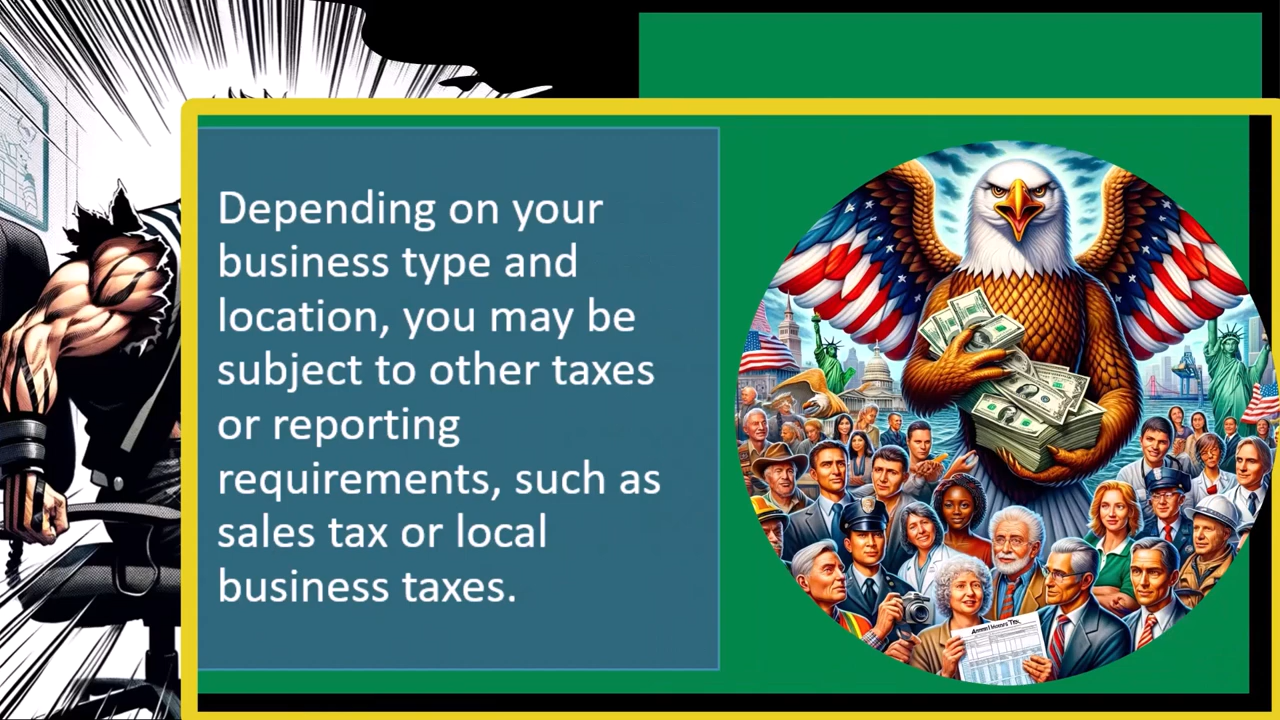 Depending on your
business type and
location, you may be
subject to other taxes
or reporting
requirements, such as
sales tax or local
business taxes.